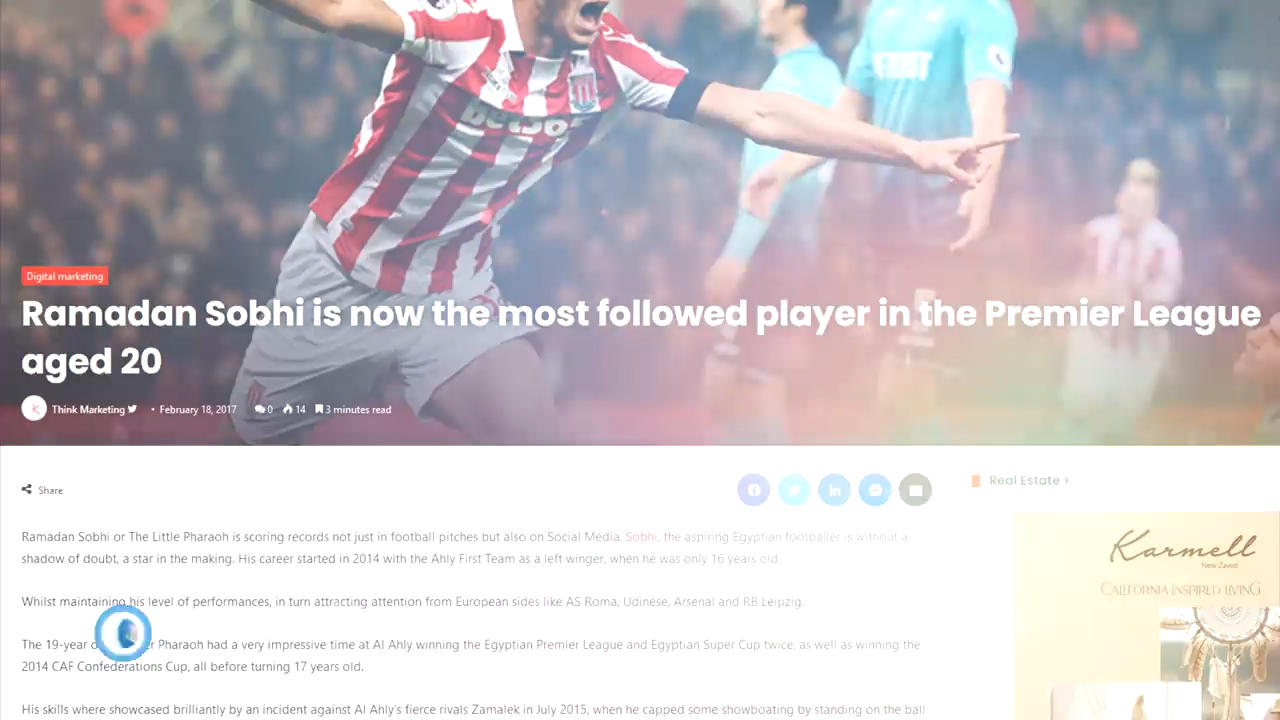 bet365
Digital marketing
Ramadan Sobhi is now the most followed player in the Premier League
aged 20
Think Marketing • February 18, 2017 0 14 3 minutes read
Share
Real Estate ›
Ramadan Sobhi or The Little Pharaoh is scoring records not just in football pitches but also on Social Media. Sobhi, the aspiring Egyptian footballer is without a
shadow of doubt, a star in the making. His career started in 2014 with the Ahly First Team as a left winger, when he was only 16 years old.
Whilst maintaining his level of performances, in turn attracting attention from European sides like AS Roma, Udinese, Arsenal and RB Leipzig.
The 19-year Pharaoh had a very impressive time at Al Ahly winning the Egyptian Premier League and Egyptian Super Cup twice, as well as winning the
2014 CAF Confederations Cup, all before turning 17 years old.
His skills where showcased brilliantly by an incident against Al Ahly's fierce rivals Zamalek in July 2015, when he capped some showboating by standing on the ball
Karmell
New Zayed
CALIFORNIA INSPIRED LIVING